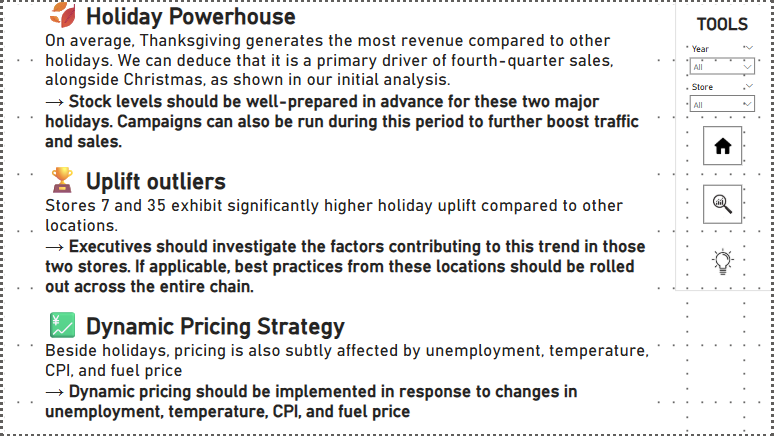 Holiday Powerhouse
On average, Thanksgiving generates the most revenue compared to other
holidays. We can deduce that it is a primary driver of fourth-quarter sales,
alongside Christmas, as shown in our initial analysis.
→ Stock levels should be well-prepared in advance for these two major
holidays. Campaigns can also be run during this period to further boost traffic
and sales.
Uplift outliers
Stores 7 and 35 exhibit significantly higher holiday uplift compared to other
locations.
→ Executives should investigate the factors contributing to this trend in those
two stores. If applicable, best practices from these locations should be rolled
out across the entire chain.
Dynamic Pricing Strategy
Beside holidays, pricing is also subtly affected by unemployment, temperature,
CPI, and fuel price
→ Dynamic pricing should be implemented in response to changes in
unemployment, temperature, CPI, and fuel price
TOOLS
Year
All
Store
All